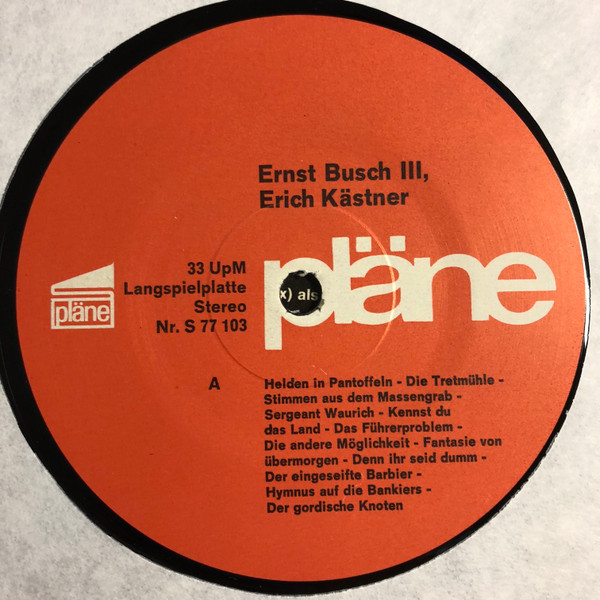 Ernst Busch III,
Erich Kästner
pläne
pläne
33 UpM
Langspielplatte
Stereo
Nr. S 77 103
x) als
A
Helden in Pantoffeln - Die Tretmühle -
Stimmen aus dem Massengrab -
Sergeant Waurich - Kennst du
das Land - Das Führerproblem -
Die andere Möglichkeit - Fantasie von
übermorgen - Denn ihr seid dumm -
Der eingeseifte Barbier -
Hymnus auf die Bankiers -
Der gordische Knoten